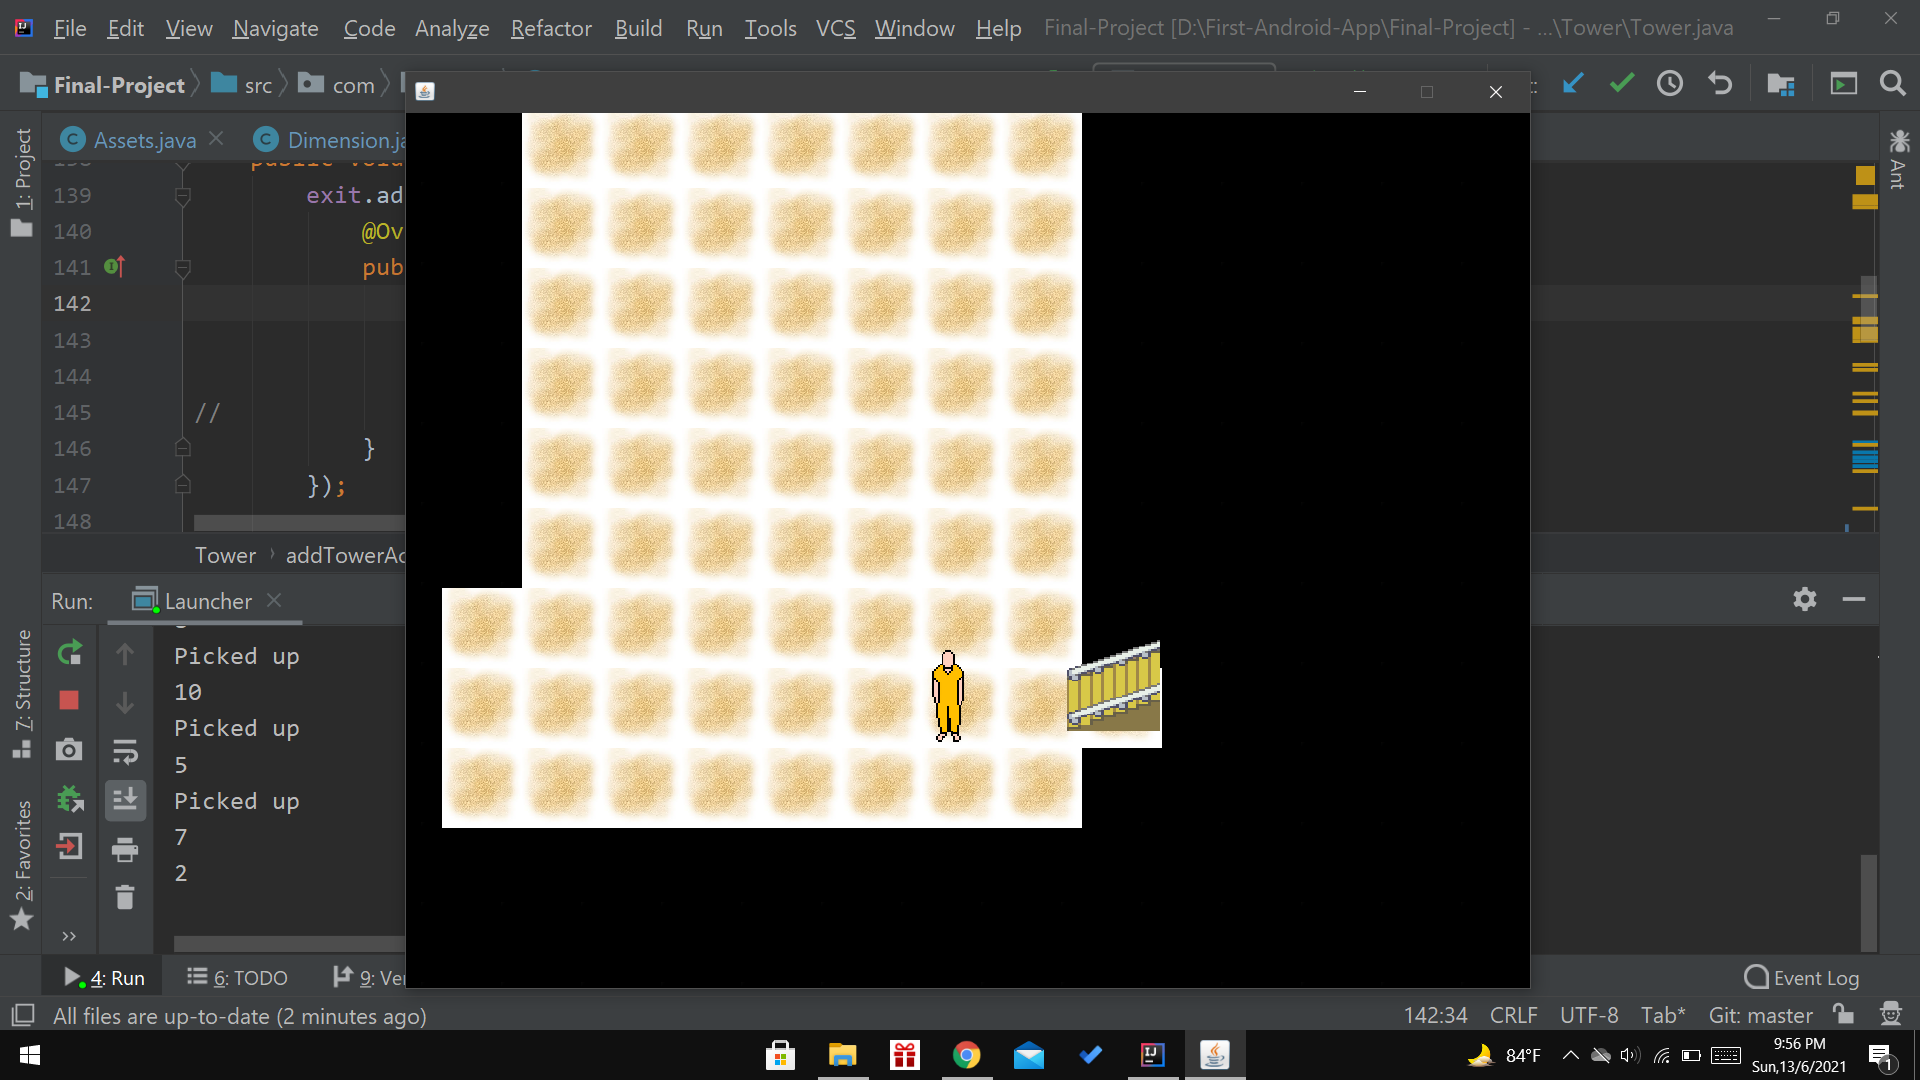 File Edit View Navigate Code Analyze Refactor Build Run Tools VCS Window Help Final-Project [D:\First-Android-App\Final-Project] - ...\Tower\Tower.java
Final-Project src com
1: Project
Assets.java Dimension.ja
139 exit.ad
140 @Ov
141 pub
142
143
144
145 //
146 }
147 });
148
Tower addTowerAc
Run: Launcher
Picked up
10
Picked up
5
Picked up
7
2
7: Structure
2: Favorites
Ant
4: Run 6: TODO 9: Ver Event Log
All files are up-to-date (2 minutes ago) 142:34 CRLF UTF-8 Tab* Git: master
84°F 9:56 PM
Sun,13/6/2021 1